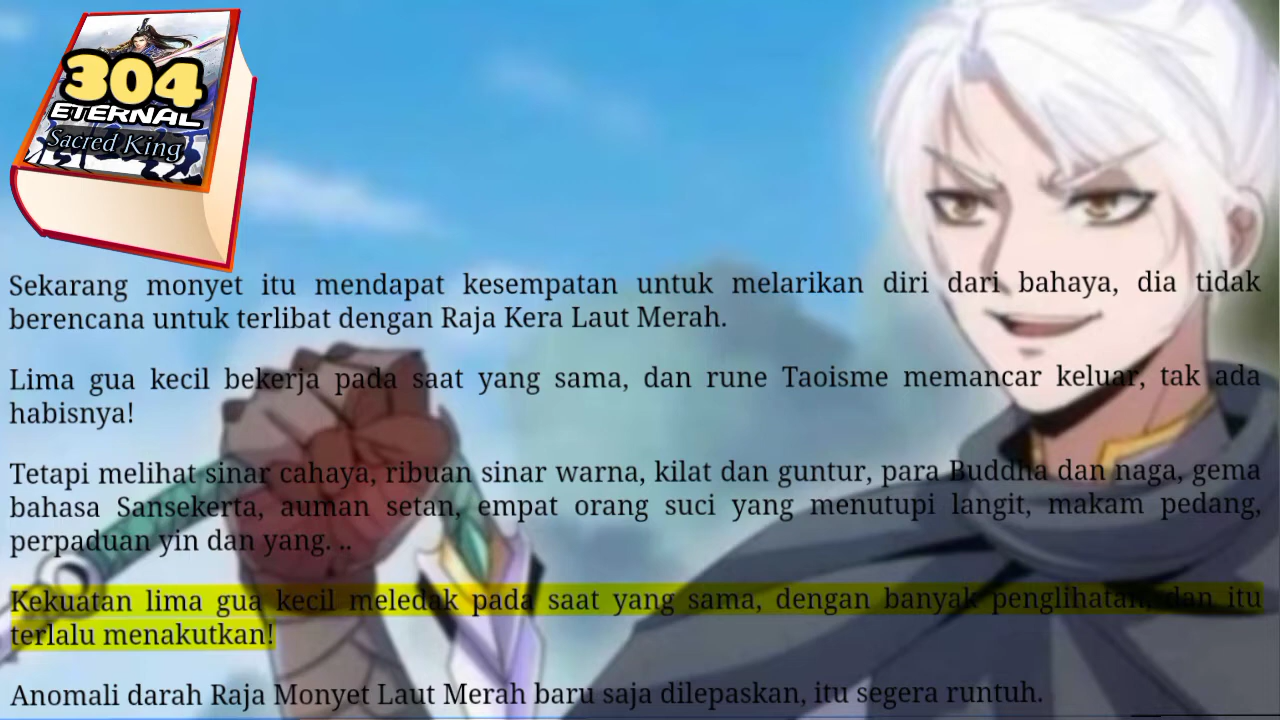 304
ETERNAL
Sacred King
Sekarang monyet itu mendapat kesempatan untuk melarikan diri dari bahaya, dia tidak
berencana untuk terlibat dengan Raja Kera Laut Merah.
Lima gua kecil bekerja pada saat yang sama, dan rune Taoisme memancar keluar, tak ada
habisnya!
Tetapi melihat sinar cahaya, ribuan sinar warna, kilat dan guntur, para Buddha dan naga, gema
bahasa Sansekerta, auman setan, empat orang suci yang menutupi langit, makam pedang,
perpaduan yin dan yang. ..
Kekuatan lima gua kecil meledak pada saat yang sama, dengan banyak penglihatan, dan itu
terlalu menakutkan!
Anomali darah Raja Monyet Laut Merah baru saja dilepaskan, itu segera runtuh.